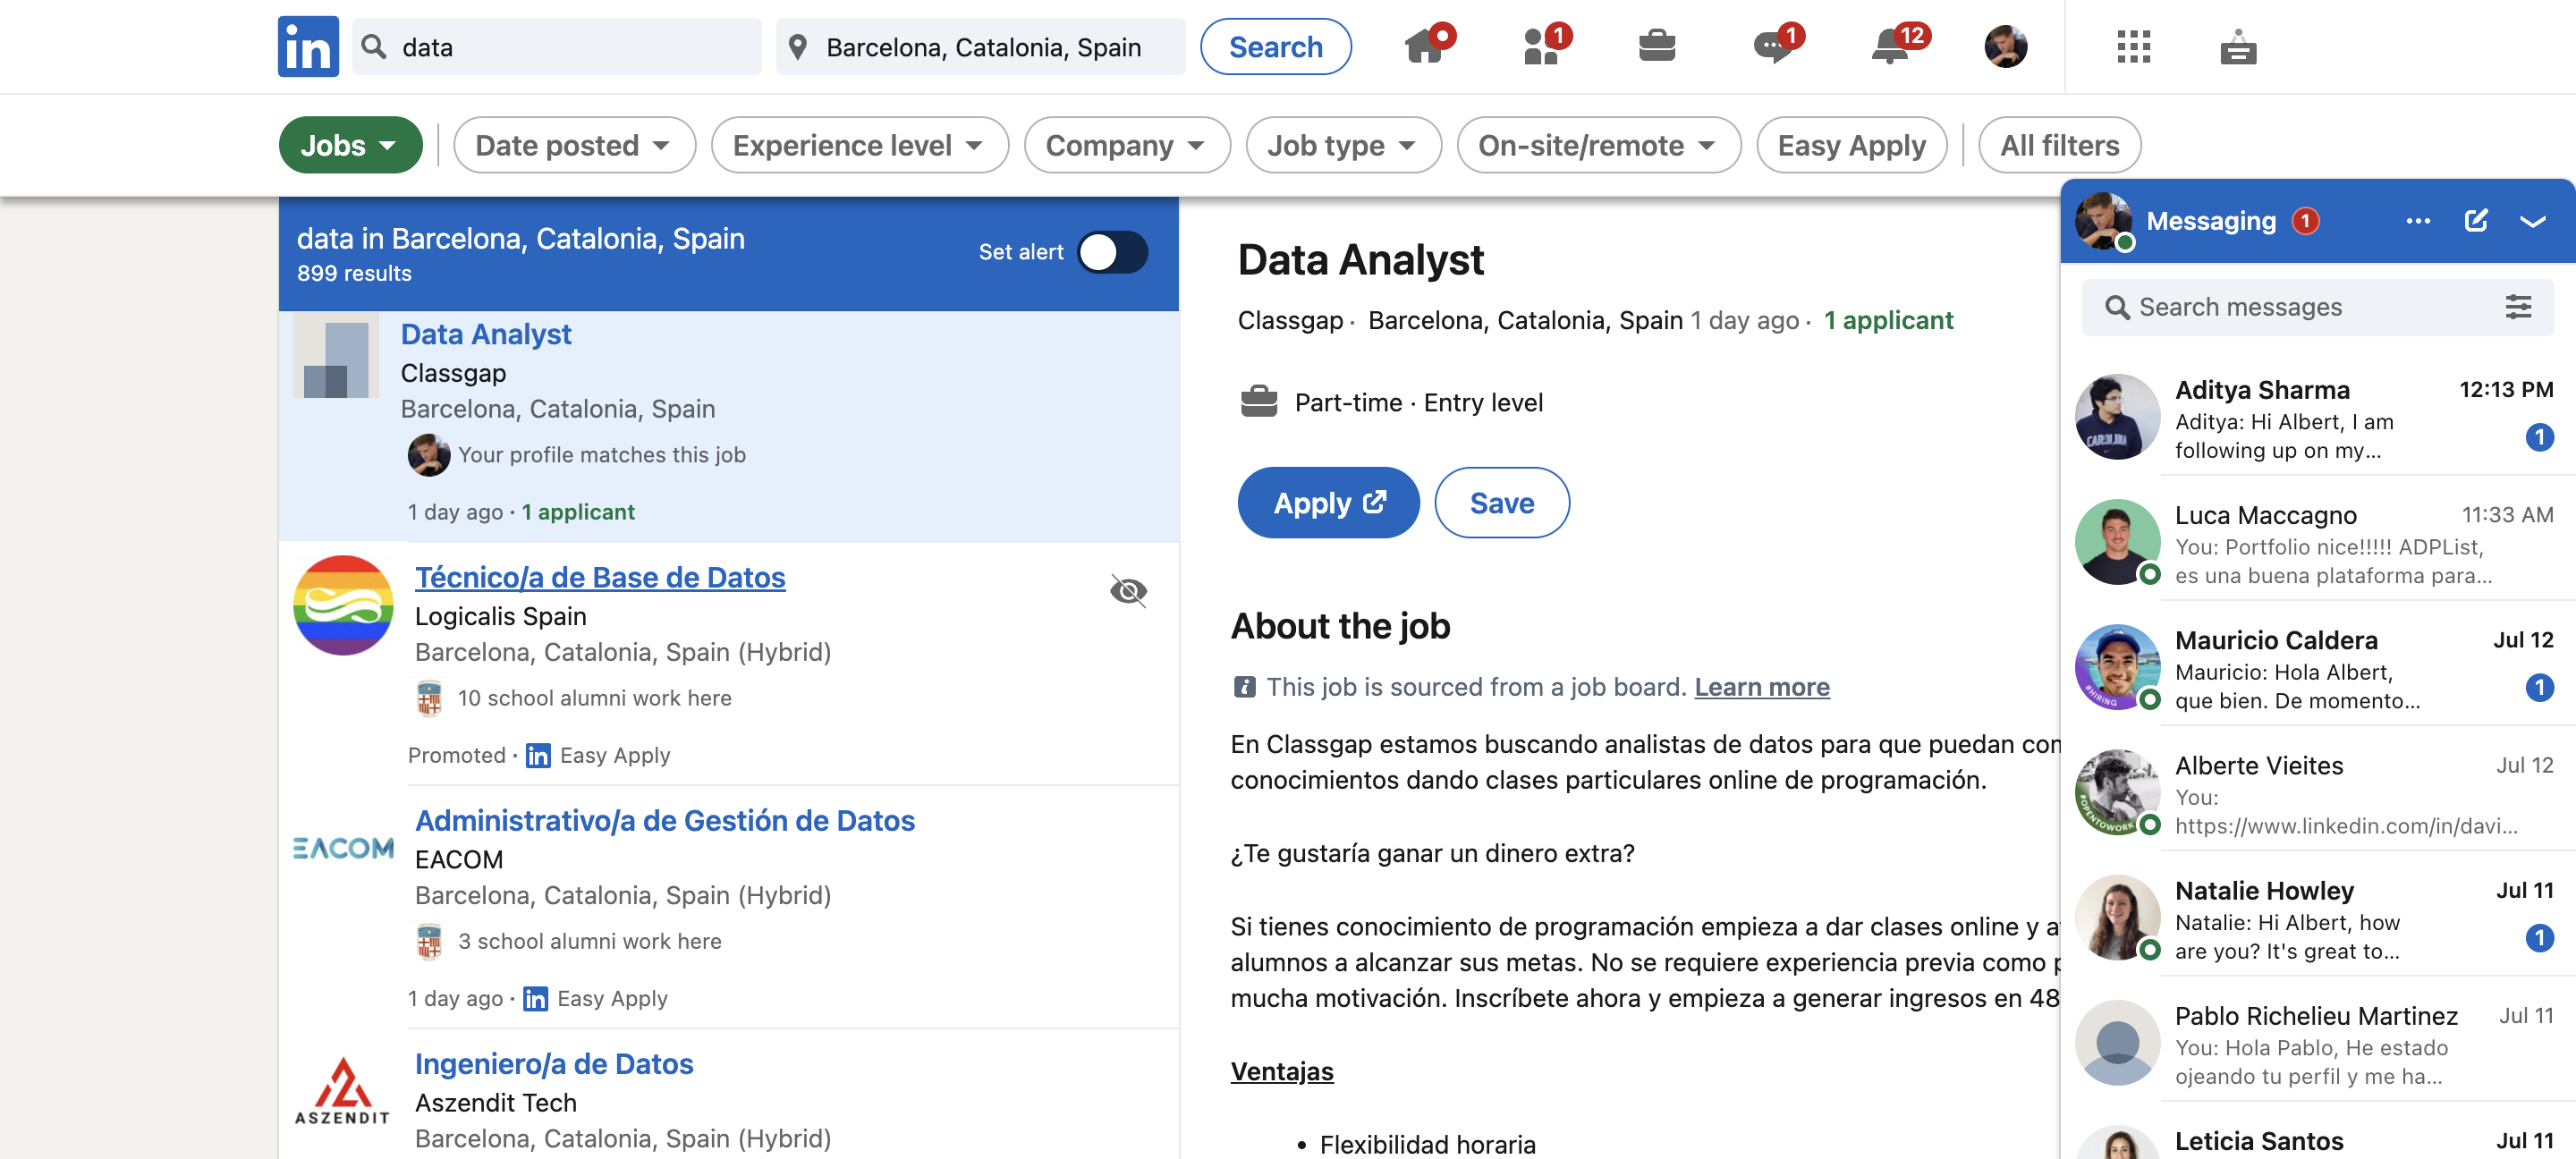 in
data
Barcelona, Catalonia, Spain
Search
1
1
12
Jobs
Date posted
Experience level
Company
Job type
On-site/remote
Easy Apply
All filters
data in Barcelona, Catalonia, Spain
899 results
Set alert
Data Analyst
Classgap
Barcelona, Catalonia, Spain
Your profile matches this job
1 day ago · 1 applicant
Técnico/a de Base de Datos
Logicalis Spain
Barcelona, Catalonia, Spain (Hybrid)
10 school alumni work here
Promoted · in Easy Apply
Administrativo/a de Gestión de Datos
EACOM
EACOM
Barcelona, Catalonia, Spain (Hybrid)
3 school alumni work here
1 day ago · in Easy Apply
Ingeniero/a de Datos
ASZENDIT
Aszendit Tech
Barcelona, Catalonia, Spain (Hybrid)
Data Analyst
Classgap · Barcelona, Catalonia, Spain 1 day ago · 1 applicant
Part-time · Entry level
Apply
Save
About the job
This job is sourced from a job board. Learn more
En Classgap estamos buscando analistas de datos para que puedan con
conocimientos dando clases particulares online de programación.
¿Te gustaría ganar un dinero extra?
Si tienes conocimiento de programación empieza a dar clases online y a
alumnos a alcanzar sus metas. No se requiere experiencia previa como p
mucha motivación. Inscríbete ahora y empieza a generar ingresos en 48
Ventajas
• Flexibilidad horaria
Messaging 1
Search messages
CAROLINA
Aditya Sharma 12:13 PM
Aditya: Hi Albert, I am
following up on my... 1
Luca Maccagno 11:33 AM
You: Portfolio nice!!!!! ADPList,
es una buena plataforma para...
#HIRING
Mauricio Caldera Jul 12
Mauricio: Hola Albert,
que bien. De momento... 1
#OPENTOWORK
Alberte Vieites Jul 12
You:
https://www.linkedin.com/in/davi...
Natalie Howley Jul 11
Natalie: Hi Albert, how
are you? It's great to... 1
Pablo Richelieu Martinez Jul 11
You: Hola Pablo, He estado
ojeando tu perfil y me ha...
Leticia Santos Jul 11